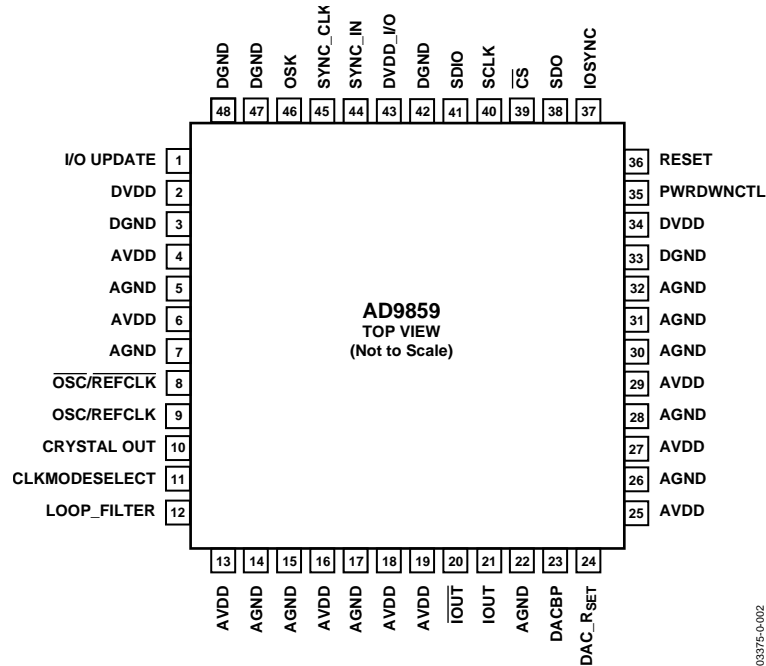 DGND
DGND
OSK
SYNC_CLK
SYNC_IN
DVDD_I/O
DGND
SDIO
SCLK
CS
SDO
IOSYNC
48 47 46 45 44 43 42 41 40 39 38 37
I/O UPDATE 1
DVDD 2
DGND 3
AVDD 4
AGND 5
AVDD 6
AGND 7
OSC/REFCLK 8
OSC/REFCLK 9
CRYSTAL OUT 10
CLKMODESELECT 11
LOOP_FILTER 12
AD9859
TOP VIEW
(Not to Scale)
36 RESET
35 PWRDWNCTL
34 DVDD
33 DGND
32 AGND
31 AGND
30 AGND
29 AVDD
28 AGND
27 AVDD
26 AGND
25 AVDD
13 14 15 16 17 18 19 20 21 22 23 24
AVDD
AGND
AGND
AVDD
AGND
AVDD
AVDD
IOUT
IOUT
AGND
DACBP
DAC_RSET
03375-0-002